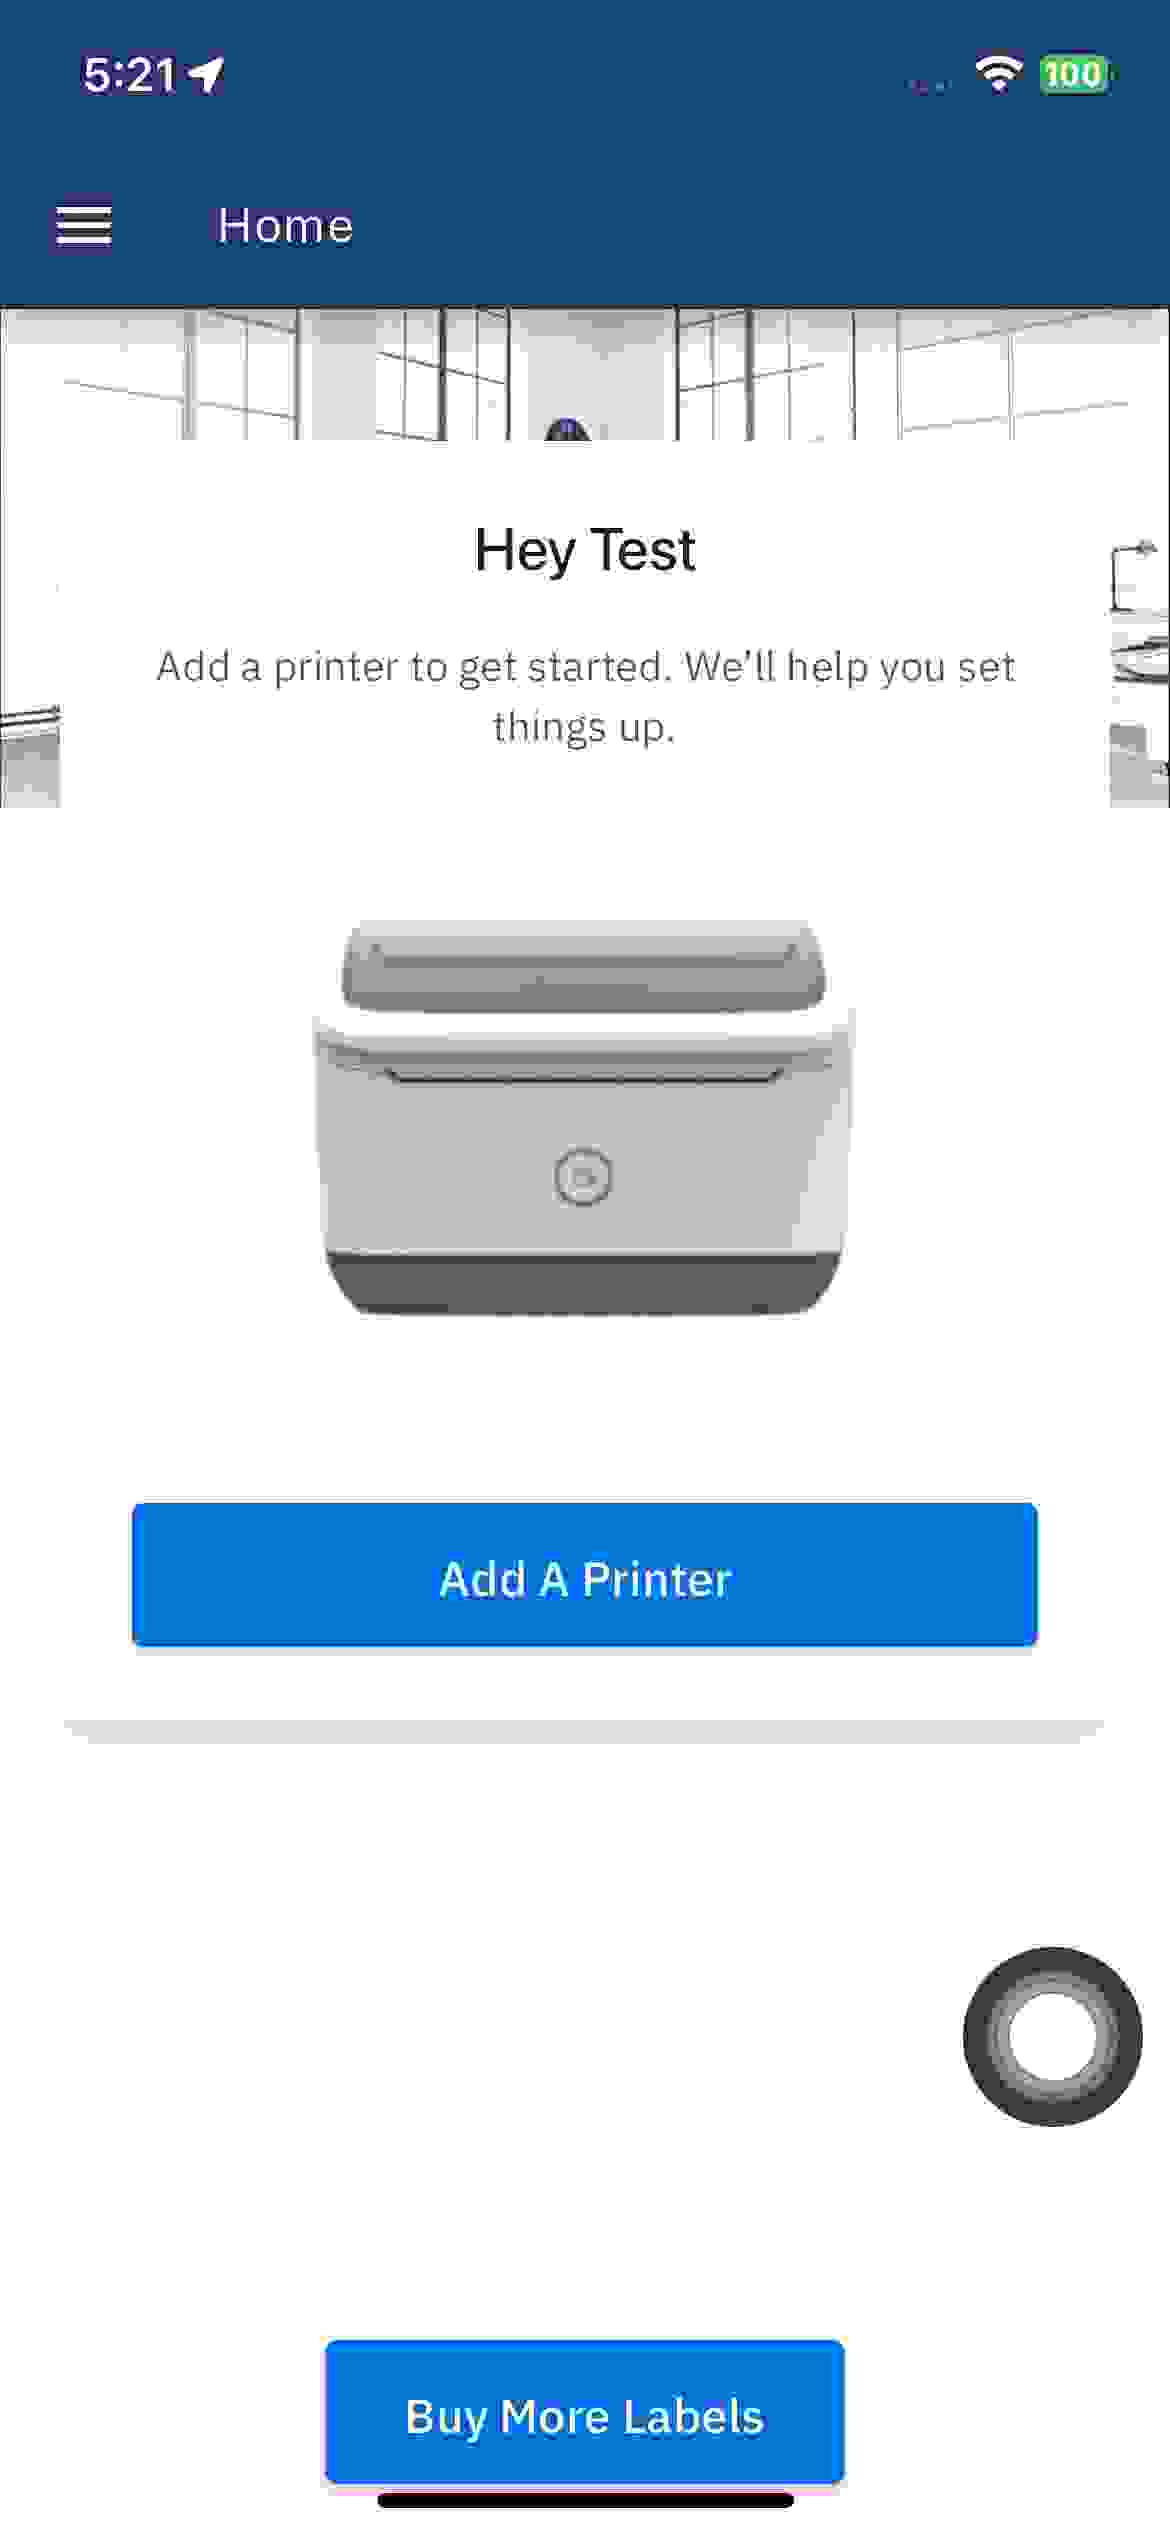 5:21
100
Home
Hey Test
Add a printer to get started. We'll help you set
things up.
Add A Printer
Buy More Labels